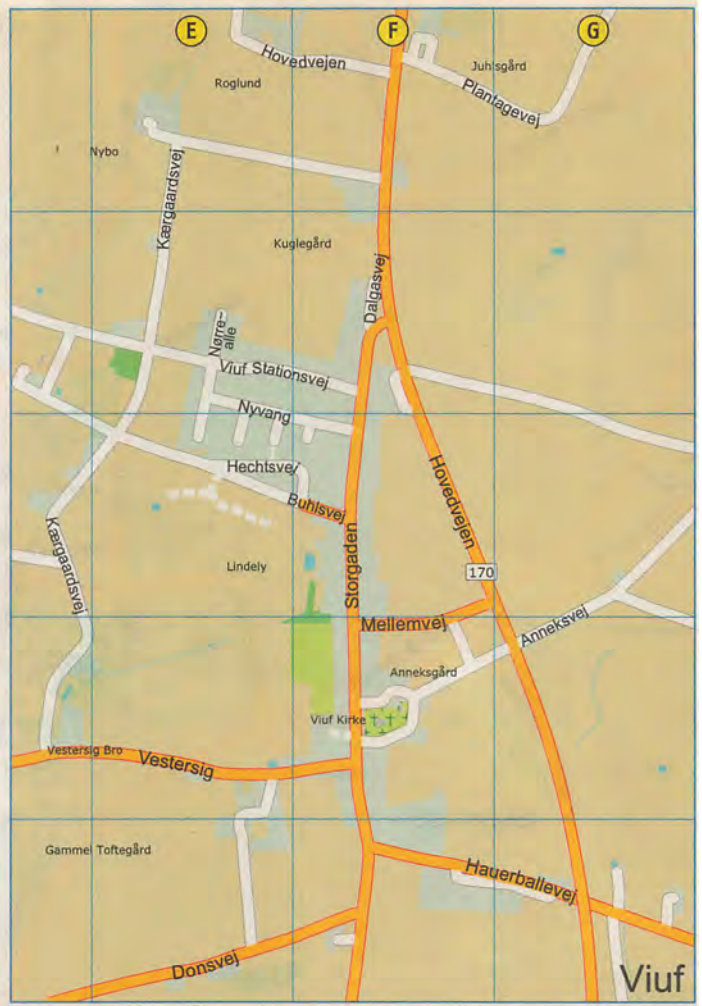 E
F
G
Hovedvejen
Juhlsgård
Roglund
Plantagevej
Nybo
Kærgaardsvej
Kuglegård
Dalgasvej
Nørre-
alle
Viuf Stationsvej
Nyvang
Hechtsvej
Hovedvejen
Buhlsvej
Kærgaardsvej
Storgaden
Lindely
170
Mellemvej
Anneksvej
Anneksgård
Viuf Kirke
Vestersig Bro
Vestersig
Gammel Toftegård
Hauerballevej
Donsvej
Viuf